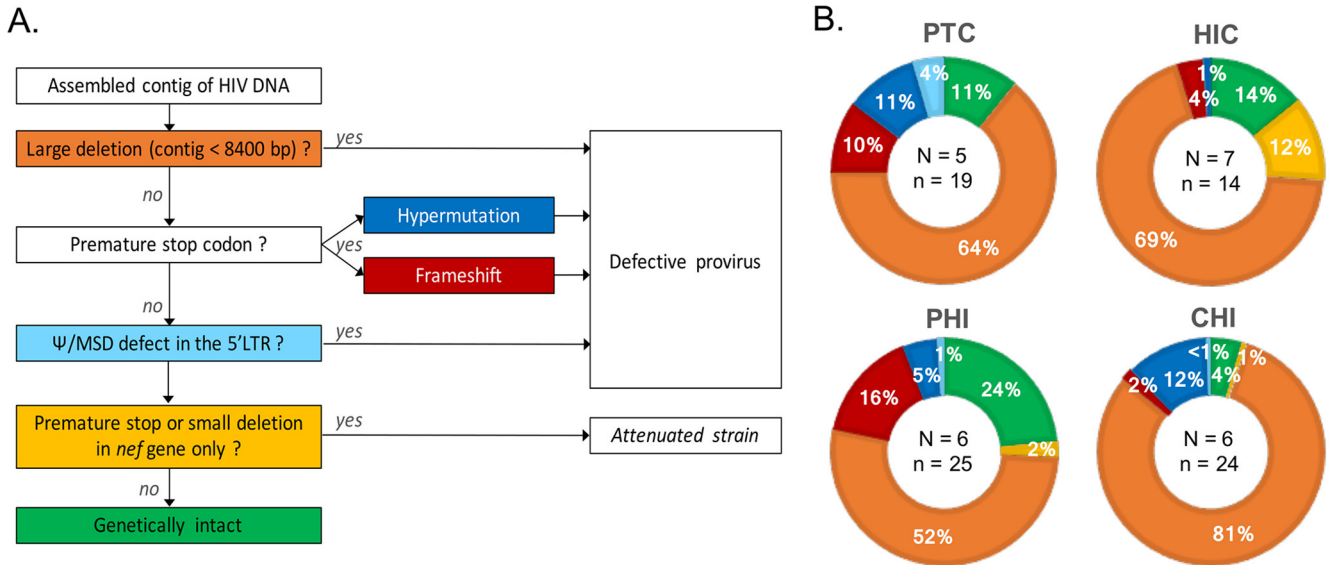 A.
Assembled contig of HIV DNA
Large deletion (contig < 8400 bp) ?
yes
no
Hypermutation
Premature stop codon ?
yes
Frameshift
Defective provirus
no
Ψ/MSD defect in the 5'LTR ?
yes
Premature stop or small deletion
in nef gene only ?
yes
Attenuated strain
no
Genetically intact
B.
PTC
4%
11%
11%
10%
N = 5
n = 19
64%
HIC
1%
4%
14%
12%
N = 7
n = 14
69%
PHI
1%
5%
24%
16%
2%
N = 6
n = 25
52%
CHI
<1%
1%
4%
12%
2%
N = 6
n = 24
81%